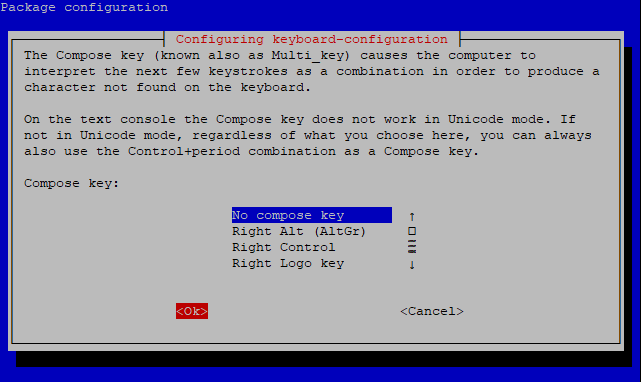 Package configuration
Configuring keyboard-configuration
The Compose key (known also as Multi_key) causes the computer to
interpret the next few keystrokes as a combination in order to produce a
character not found on the keyboard.
On the text console the Compose key does not work in Unicode mode. If
not in Unicode mode, regardless of what you choose here, you can always
also use the Control+period combination as a Compose key.
Compose key:
No compose key ↑
Right Alt (AltGr)
Right Control
Right Logo key ↓
<Ok> <Cancel>